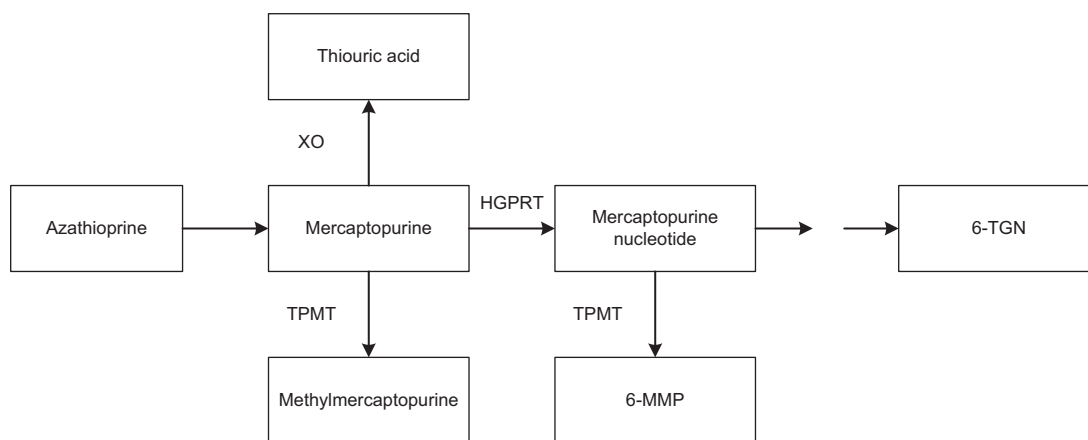 Thiouric acid
XO
Azathioprine
Mercaptopurine
HGPRT
Mercaptopurine
nucleotide
6-TGN
TPMT
TPMT
Methylmercaptopurine
6-MMP